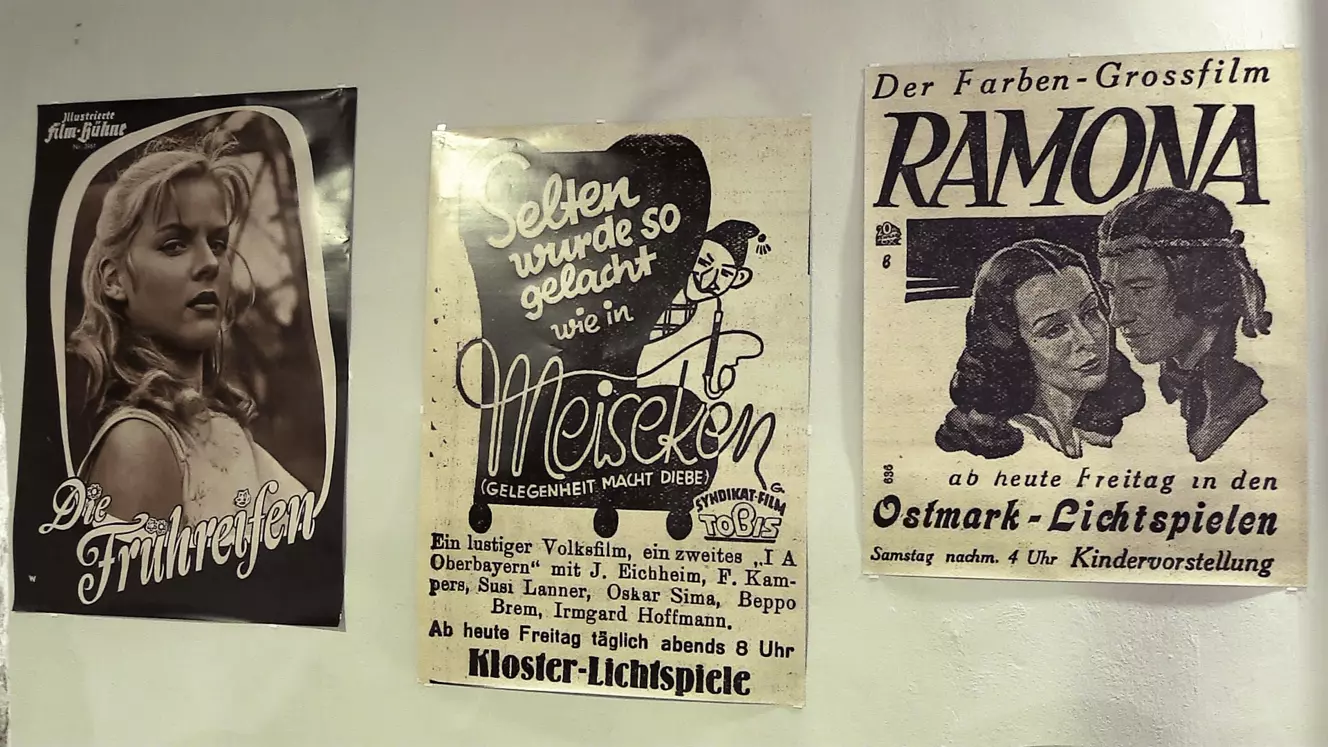 Illustrierte
Film-Bühne
Die
Frühreifen
W
Selten
wurde so
gelacht
wie in
Meiseken
(GELEGENHEIT MACHT DIEBE)
G.
SYNDIKAT-FILM
TOBIS
Ein lustiger Volksfilm, ein zweites „I A
Oberbayern“ mit J. Eichheim, F. Kam-
pers, Susi Lanner, Oskar Sima, Beppo
Brem, Irmgard Hoffmann.
Ab heute Freitag täglich abends 8 Uhr
Kloster-Lichtspiele
Der Farben-Grossfilm
RAMONA
20
8
636
ab heute Freitag in den
Ostmark-Lichtspielen
Samstag nachm. 4 Uhr Kindervorstellung